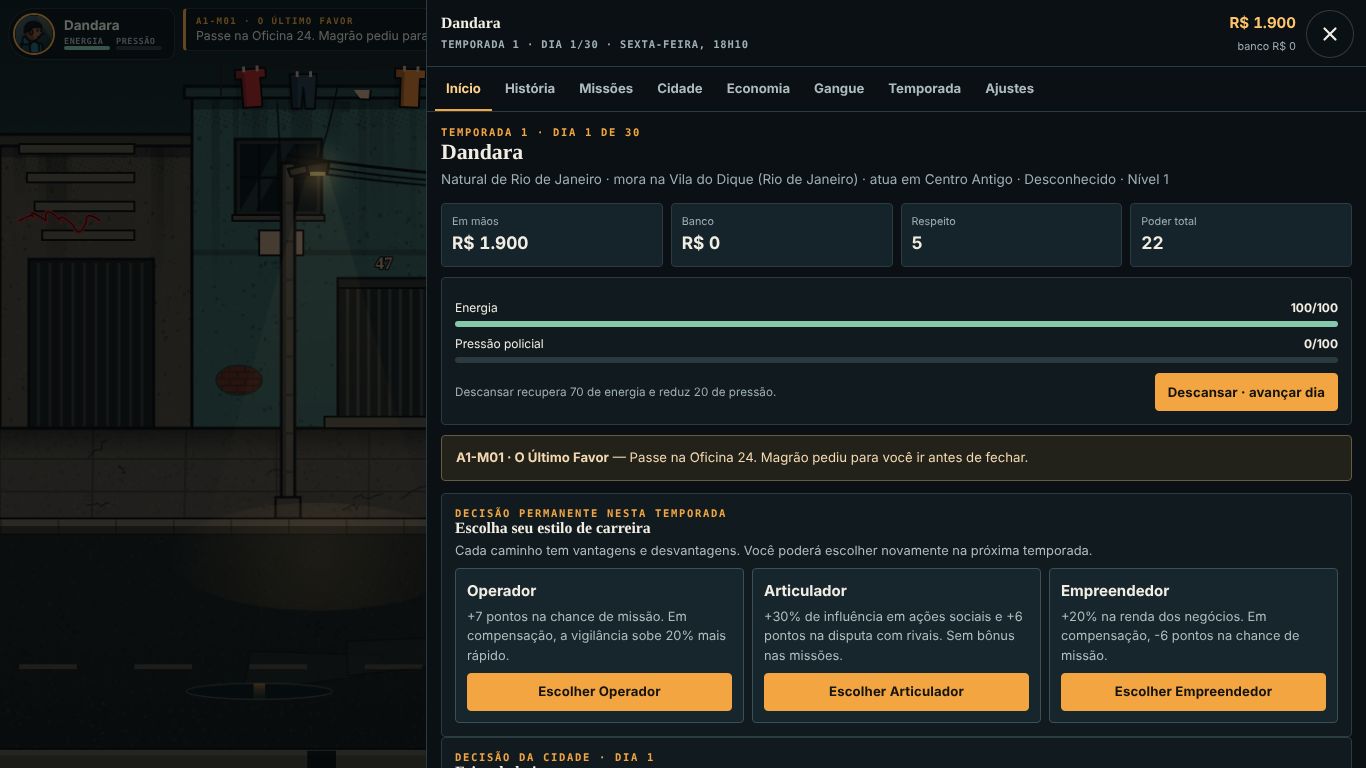 Dandara
ENERGIA PRESSÃO
A1-M01 · O ÚLTIMO FAVOR
Passe na Oficina 24. Magrão pediu para
47
Dandara
TEMPORADA 1 · DIA 1/30 · SEXTA-FEIRA, 18H10
R$ 1.900
banco R$ 0
Início História Missões Cidade Economia Gangue Temporada Ajustes
TEMPORADA 1 · DIA 1 DE 30
Dandara
Natural de Rio de Janeiro · mora na Vila do Dique (Rio de Janeiro) · atua em Centro Antigo · Desconhecido · Nível 1
Em mãos
R$ 1.900
Banco
R$ 0
Respeito
5
Poder total
22
Energia 100/100
Pressão policial 0/100
Descansar recupera 70 de energia e reduz 20 de pressão.
Descansar · avançar dia
A1-M01 · O Último Favor — Passe na Oficina 24. Magrão pediu para você ir antes de fechar.
DECISÃO PERMANENTE NESTA TEMPORADA
Escolha seu estilo de carreira
Cada caminho tem vantagens e desvantagens. Você poderá escolher novamente na próxima temporada.
Operador
+7 pontos na chance de missão. Em
compensação, a vigilância sobe 20% mais
rápido.
Escolher Operador
Articulador
+30% de influência em ações sociais e +6
pontos na disputa com rivais. Sem bônus
nas missões.
Escolher Articulador
Empreendedor
+20% na renda dos negócios. Em
compensação, -6 pontos na chance de
missão.
Escolher Empreendedor
DECISÃO DA CIDADE · DIA 1